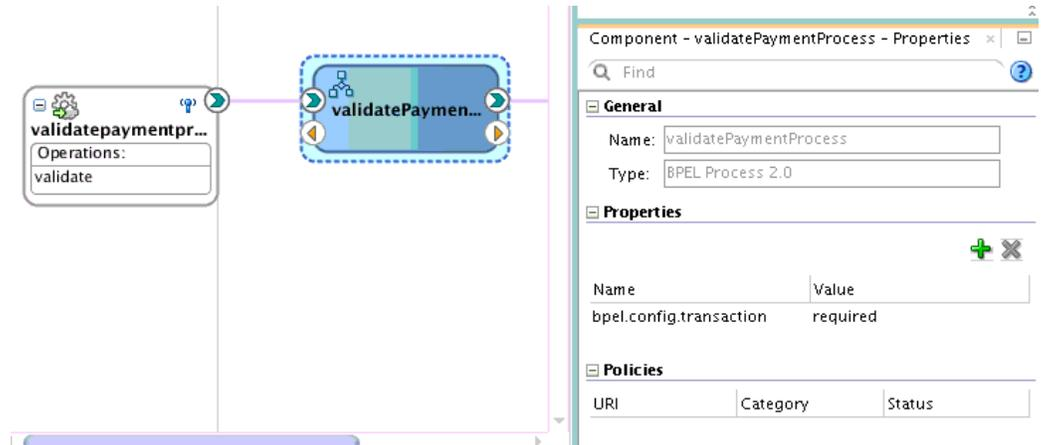 validatepaymentpr...
Operations:
validate
validatePaymen...
Component - validatePaymentProcess - Properties
Find
General
Name: validatePaymentProcess
Type: BPEL Process 2.0
Properties
Name Value
bpel.config.transaction required
Policies
URI Category Status